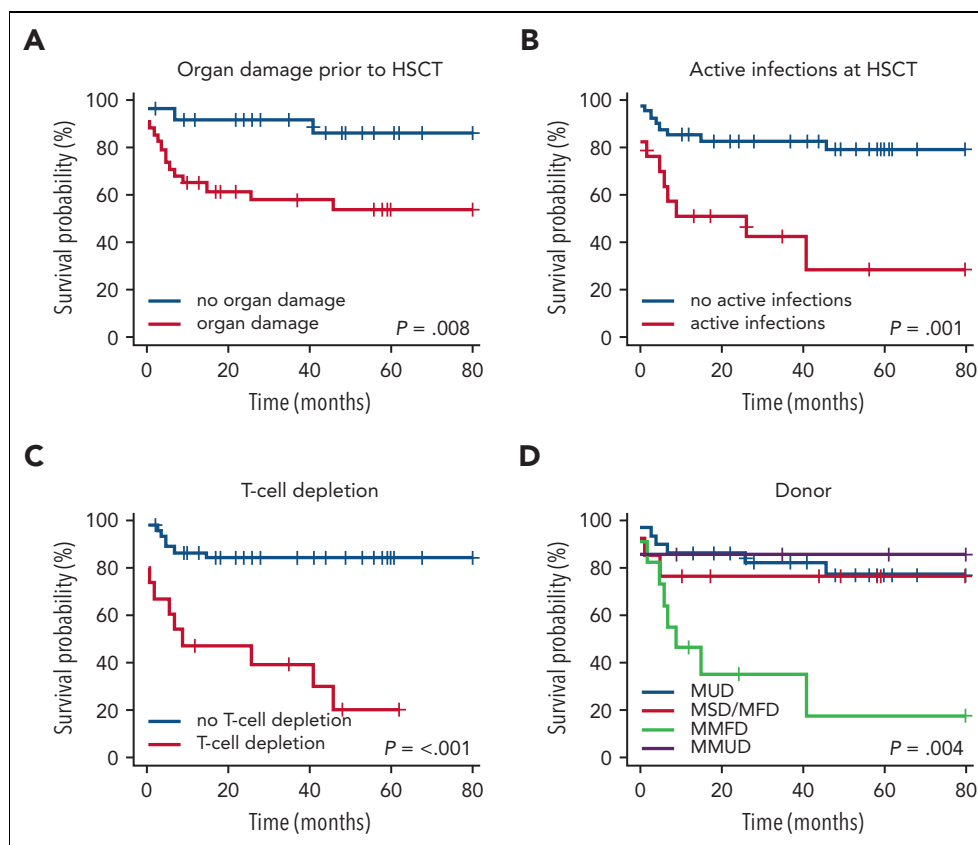 A
Organ damage prior to HSCT
Survival probability (%)
100
80
60
40
20
0
no organ damage
organ damage
P = .008
0 20 40 60 80
Time (months)
B
Active infections at HSCT
Survival probability (%)
100
80
60
40
20
0
no active infections
active infections
P = .001
0 20 40 60 80
Time (months)
C
T-cell depletion
Survival probability (%)
100
80
60
40
20
0
no T-cell depletion
T-cell depletion
P = <.001
0 20 40 60 80
Time (months)
D
Donor
Survival probability (%)
100
80
60
40
20
0
MUD
MSD/MFD
MMFD
MMUD
P = .004
0 20 40 60 80
Time (months)